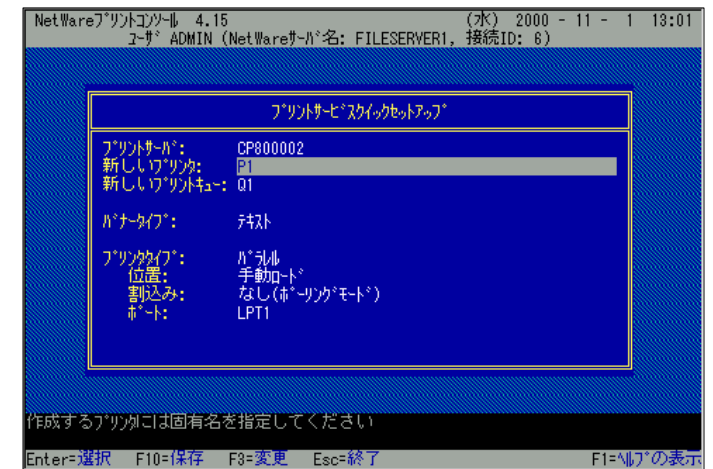 NetWareﾌﾟﾘﾝﾄｺﾝｿｰﾙ 4.15 (水) 2000 - 11 - 1 13:01
ﾕｰｻﾞ ADMIN (NetWareｻｰﾊﾞ名: FILESERVER1, 接続ID: 6)
ﾌﾟﾘﾝﾄｻｰﾋﾞｽｸｲｯｸｾｯﾄｱｯﾌﾟ
ﾌﾟﾘﾝﾄｻｰﾊﾞ: CP800002
新しいﾌﾟﾘﾝﾀ: P1
新しいﾌﾟﾘﾝﾄｷｭｰ: Q1
ﾊﾞﾅｰﾀｲﾌﾟ: ﾃｷｽﾄ
ﾌﾟﾘﾝﾀﾀｲﾌﾟ: ﾊﾟﾗﾚﾙ
位置: 手動ﾛｰﾄﾞ
割込み: なし(ﾎﾟｰﾘﾝｸﾞﾓｰﾄﾞ)
ﾎﾟｰﾄ: LPT1
作成するﾌﾟﾘﾝﾀには固有名を指定してください
Enter=選択 F10=保存 F3=変更 Esc=終了 F1=ﾍﾙﾌﾟの表示